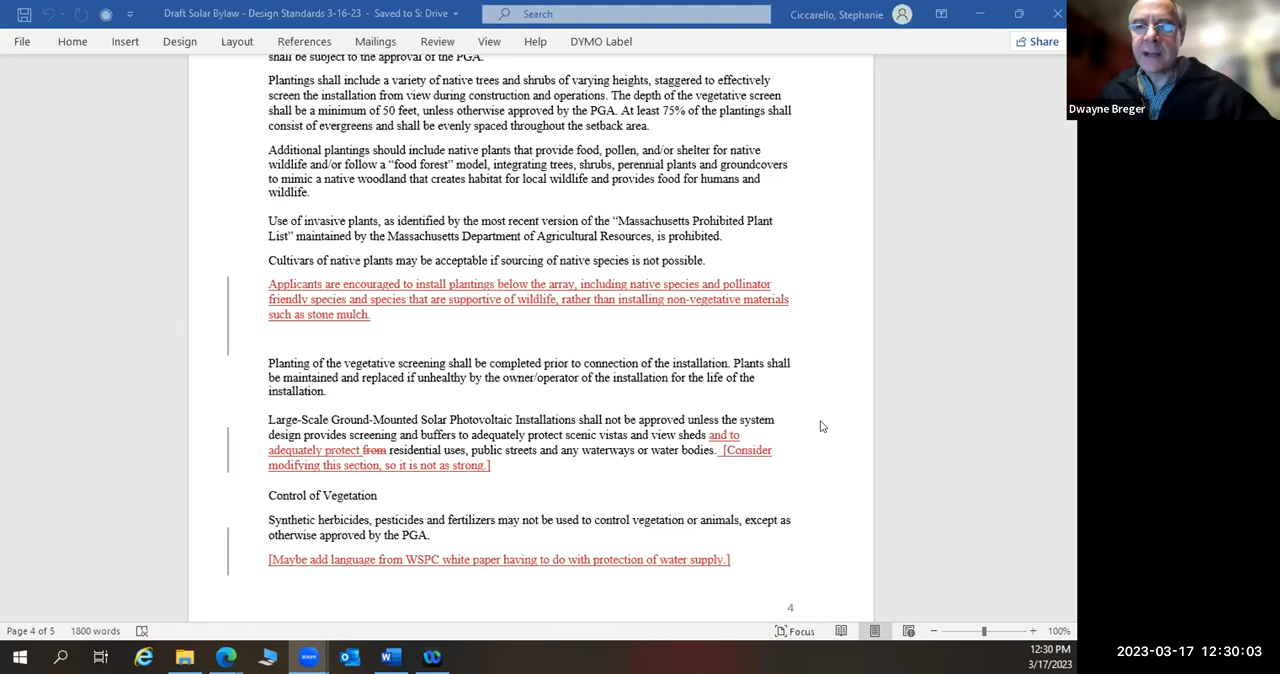 Draft Solar Bylaw - Design Standards 3-16-23 - Saved to S: Drive
Search
Ciccarello, Stephanie
File Home Insert Design Layout References Mailings Review View Help DYMO Label
Share
Dwayne Breger
shall be subject to the approval of the PGA.
Plantings shall include a variety of native trees and shrubs of varying heights, staggered to effectively
screen the installation from view during construction and operations. The depth of the vegetative screen
shall be a minimum of 50 feet, unless otherwise approved by the PGA. At least 75% of the plantings shall
consist of evergreens and shall be evenly spaced throughout the setback area.
Additional plantings should include native plants that provide food, pollen, and/or shelter for native
wildlife and/or follow a “food forest” model, integrating trees, shrubs, perennial plants and groundcovers
to mimic a native woodland that creates habitat for local wildlife and provides food for humans and
wildlife.
Use of invasive plants, as identified by the most recent version of the “Massachusetts Prohibited Plant
List” maintained by the Massachusetts Department of Agricultural Resources, is prohibited.
Cultivars of native plants may be acceptable if sourcing of native species is not possible.
Applicants are encouraged to install plantings below the array, including native species and pollinator
friendly species and species that are supportive of wildlife, rather than installing non-vegetative materials
such as stone mulch.
Planting of the vegetative screening shall be completed prior to connection of the installation. Plants shall
be maintained and replaced if unhealthy by the owner/operator of the installation for the life of the
installation.
Large-Scale Ground-Mounted Solar Photovoltaic Installations shall not be approved unless the system
design provides screening and buffers to adequately protect scenic vistas and view sheds and to
adequately protect from residential uses, public streets and any waterways or water bodies. [Consider
modifying this section, so it is not as strong.]
Control of Vegetation
Synthetic herbicides, pesticides and fertilizers may not be used to control vegetation or animals, except as
otherwise approved by the PGA.
[Maybe add language from WSPC white paper having to do with protection of water supply.]
4
Page 4 of 5 1800 words
Focus
100%
zoom
12:30 PM
3/17/2023
2023-03-17 12:30:03